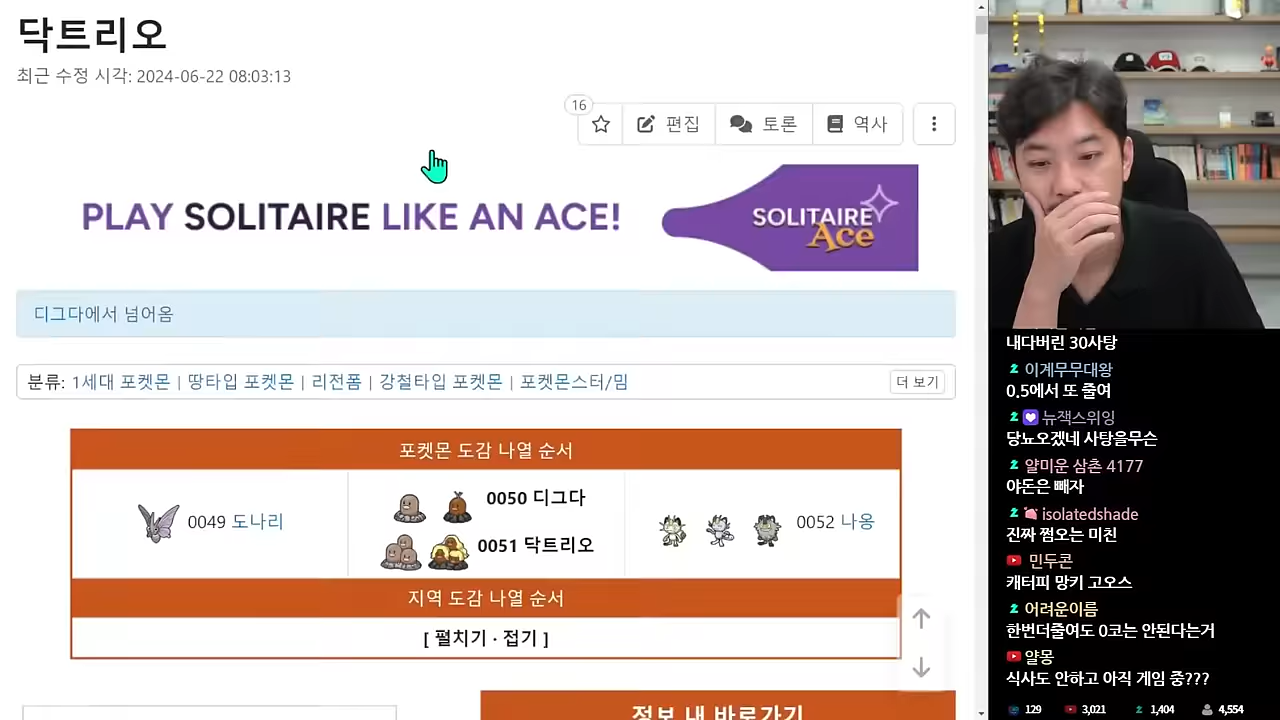 닥트리오
최근 수정 시각: 2024-06-22 08:03:13
16
편집
토론
역사
PLAY SOLITAIRE LIKE AN ACE!
SOLITAIRE
Ace
디그다에서 넘어옴
분류: 1세대 포켓몬 | 땅타입 포켓몬 | 리전폼 | 강철타입 포켓몬 | 포켓몬스터/밈
더 보기
포켓몬 도감 나열 순서
0049 도나리
0050 디그다
0051 닥트리오
0052 나옹
지역 도감 나열 순서
[ 펼치기 · 접기 ]
정보 내 바로가기
내다버린 30사탕
이계무무대왕
0.5에서 또 줄여
뉴잭스위잉
당뇨오겠네 사탕을무슨
얄미운 삼촌 4177
야돈은 빼자
isolatedshade
진짜 쩜오는 미친
민두콘
캐터피 망키 고오스
어려운이름
한번더줄여도 0코는 안된다는거
얄몽
식사도 안하고 아직 게임 중???
129
3,021
1,404
4,554